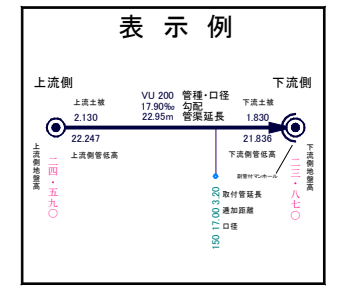 表示例
上流側
下流側
VU 200 管種・口径
上流土被
17.90‰ 勾配
下流土被
2.130
22.95m 管渠延長
1.830
22.247
21.836
上流側管低高
下流側管低高
上流側地盤高
二四・五九〇
副管付マンホール
下流側地盤高
二三・八七〇
150 17.00 3.20
取付管延長
逓加距離
口径